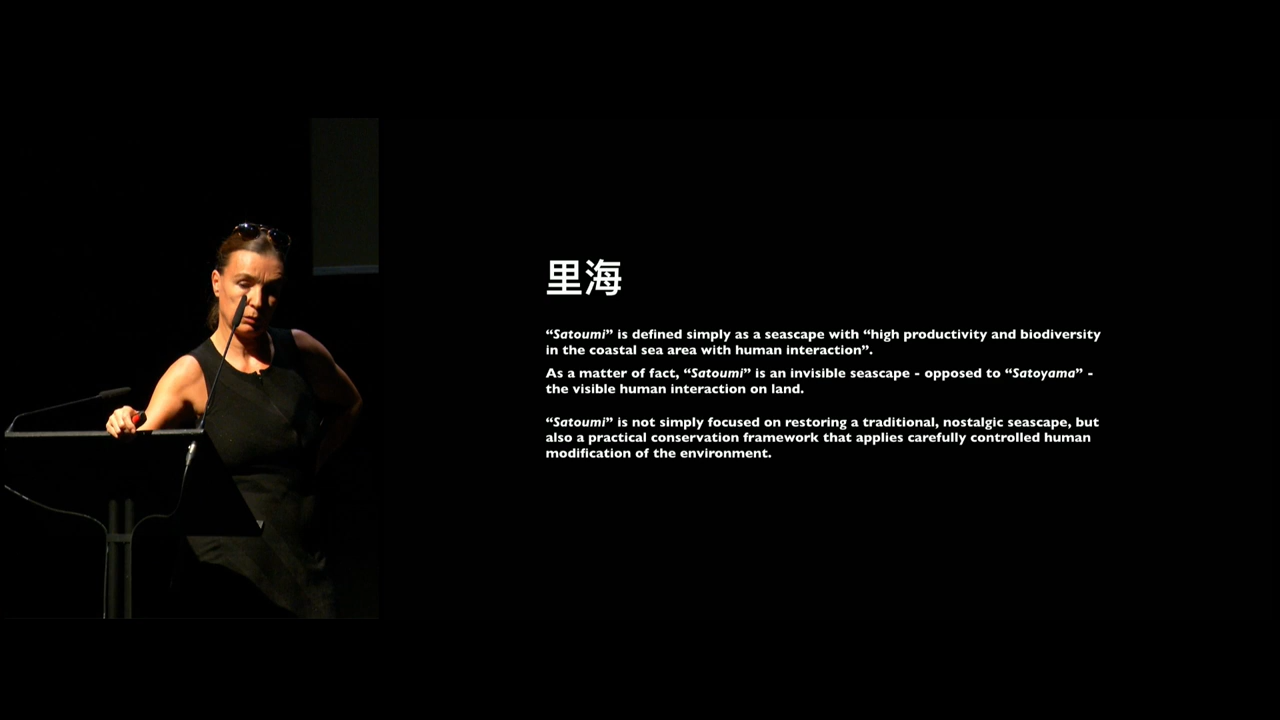 里海
“Satoumi” is defined simply as a seascape with “high productivity and biodiversity
in the coastal sea area with human interaction”.
As a matter of fact, “Satoumi” is an invisible seascape - opposed to “Satoyama” -
the visible human interaction on land.
“Satoumi” is not simply focused on restoring a traditional, nostalgic seascape, but
also a practical conservation framework that applies carefully controlled human
modification of the environment.